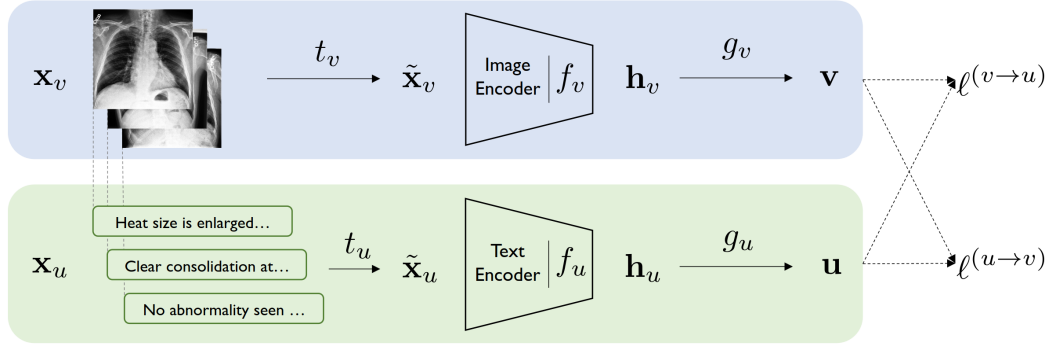 x_v t_v x̃_v Image Encoder | f_v h_v g_v v ℓ^(v→u)
Heat size is enlarged…
x_u Clear consolidation at… t_u x̃_u Text Encoder | f_u h_u g_u u ℓ^(u→v)
No abnormality seen …